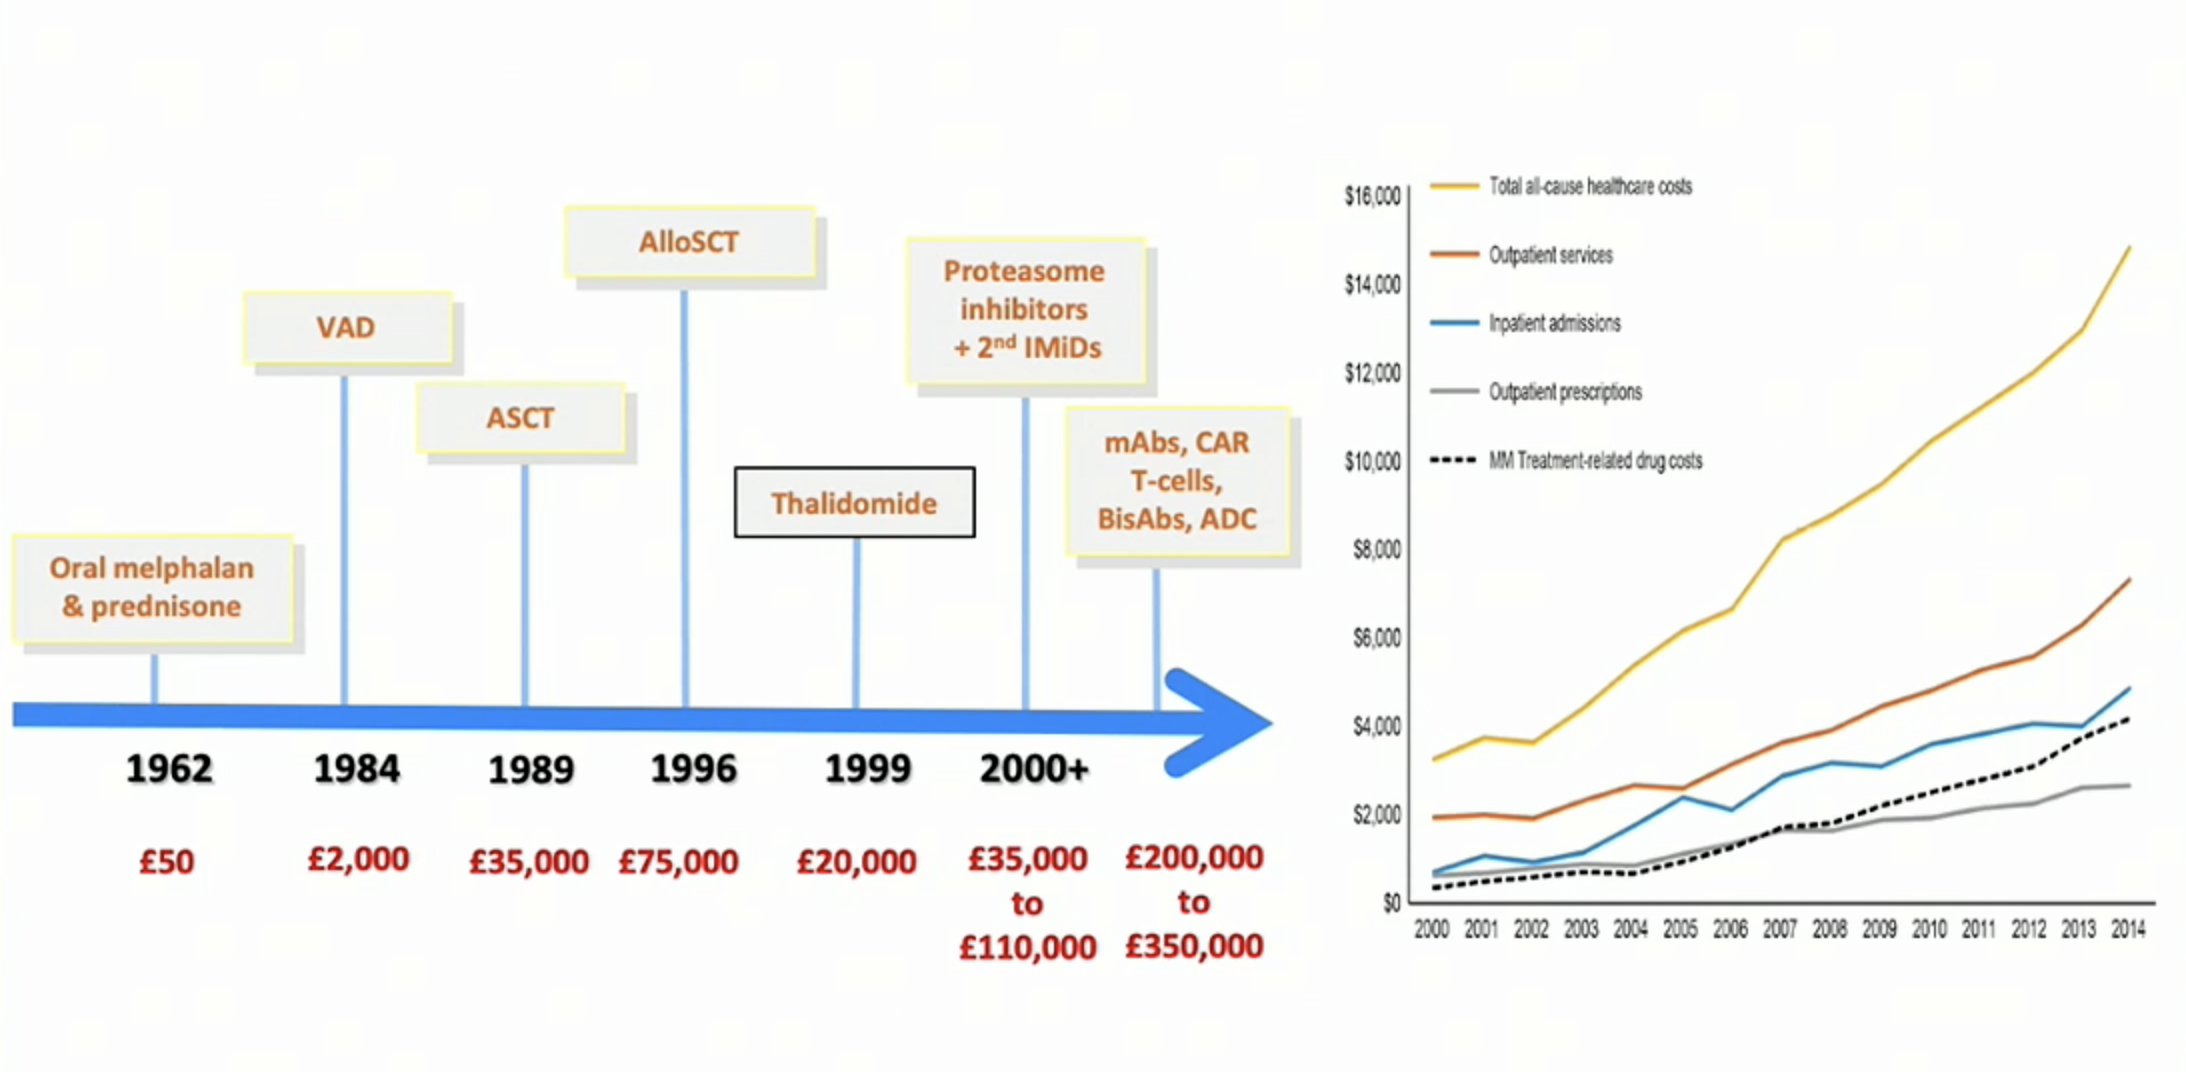 AlloSCT
Proteasome
inhibitors
+ 2nd IMiDs
VAD
ASCT
mAbs, CAR
T-cells,
BisAbs, ADC
Thalidomide
Oral melphalan
& prednisone
1962
1984
1989
1996
1999
2000+
£50
£2,000
£35,000
£75,000
£20,000
£35,000
to
£110,000
£200,000
to
£350,000
$16,000
$14,000
$12,000
$10,000
$8,000
$6,000
$4,000
$2,000
$0
Total all-cause healthcare costs
Outpatient services
Inpatient admissions
Outpatient prescriptions
MM Treatment-related drug costs
2000 2001 2002 2003 2004 2005 2006 2007 2008 2009 2010 2011 2012 2013 2014